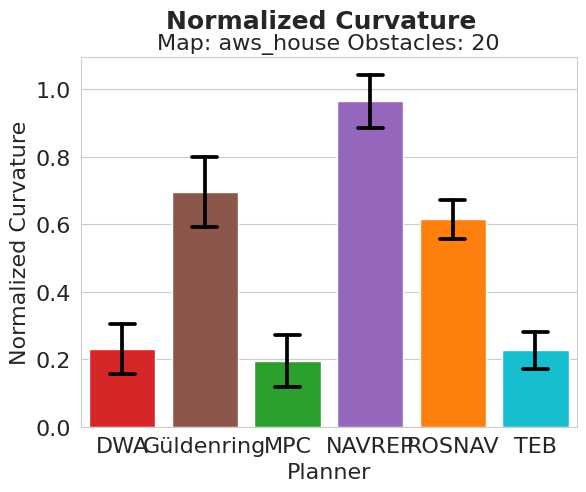 Normalized Curvature
Map: aws_house Obstacles: 20
Normalized Curvature
1.0
0.8
0.6
0.4
0.2
0.0
DWA Güldenring MPC NAVREP ROSNAV TEB
Planner